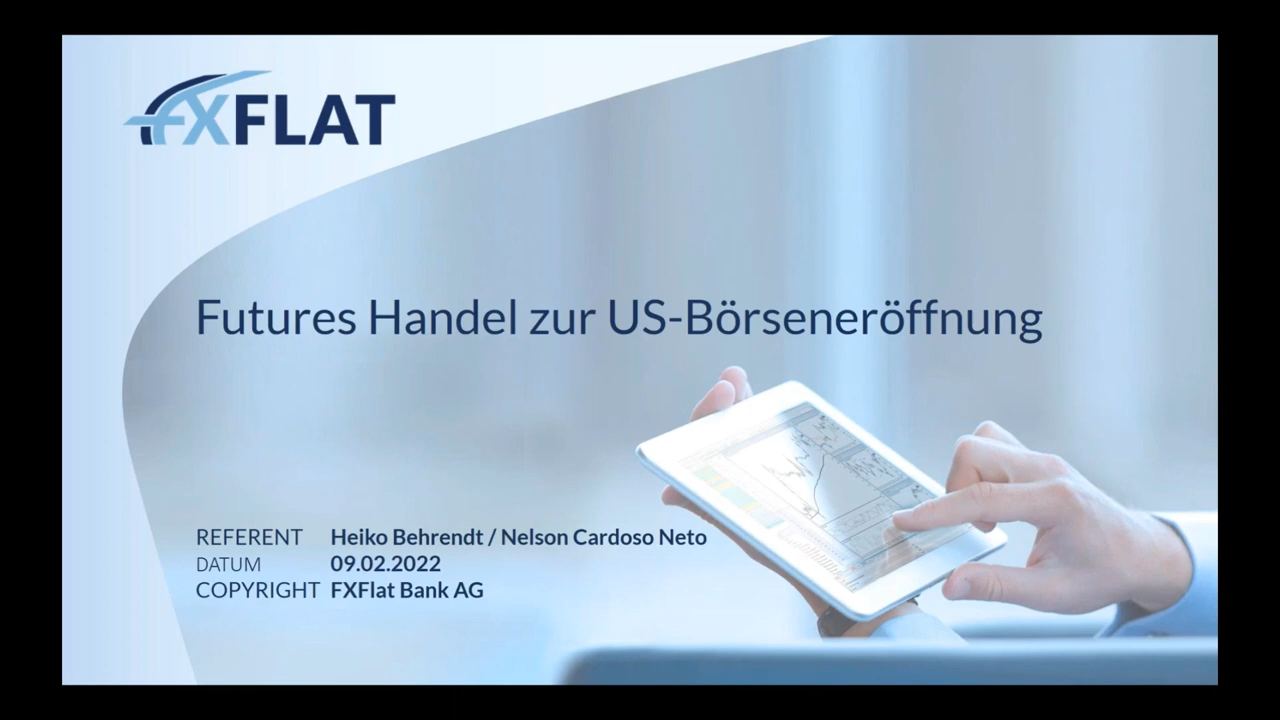 FXFLAT
Futures Handel zur US-Börseneröffnung
REFERENT Heiko Behrendt / Nelson Cardoso Neto
DATUM 09.02.2022
COPYRIGHT FXFlat Bank AG